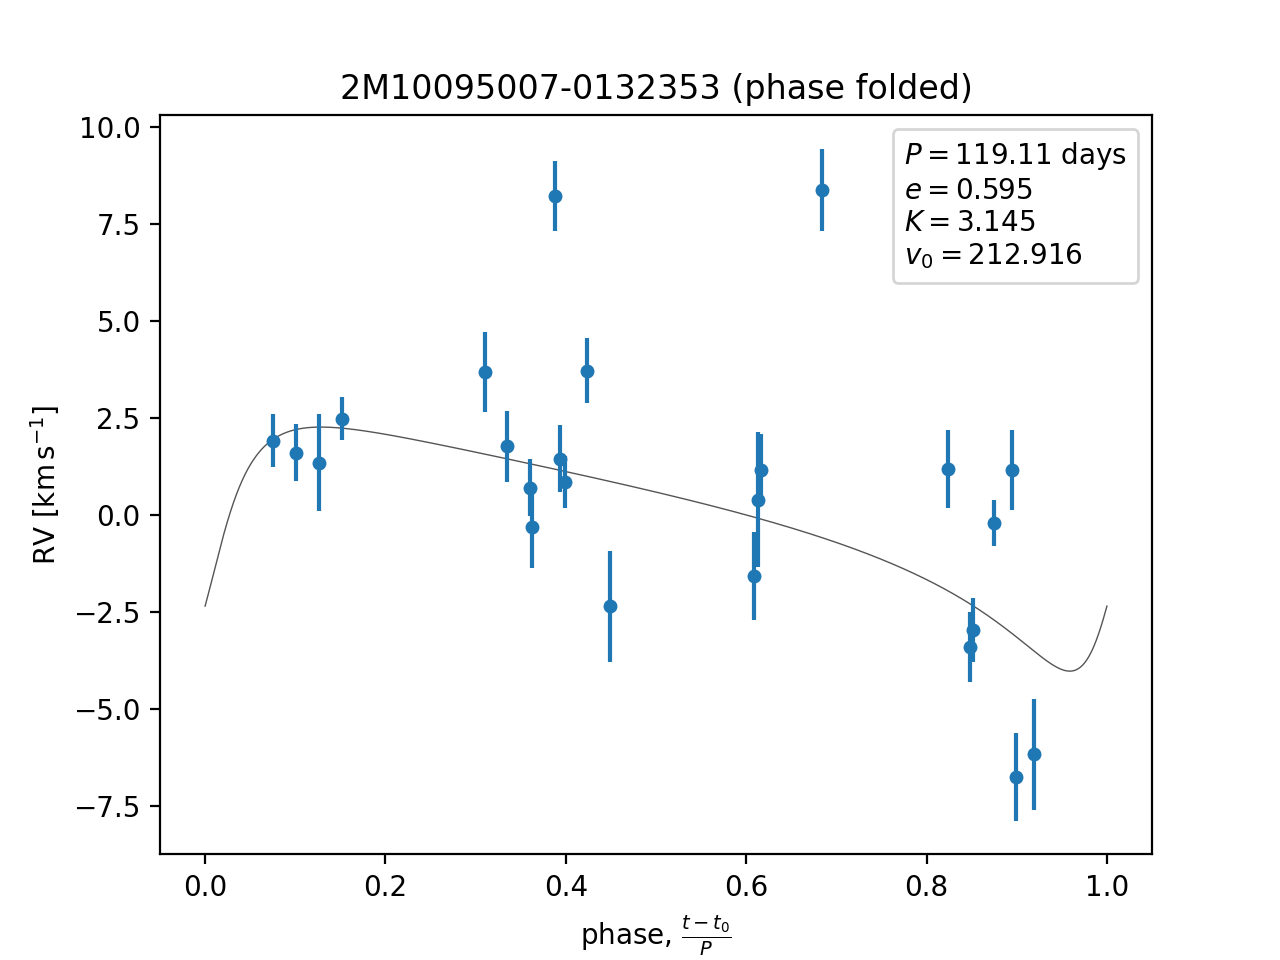 2M10095007-0132353 (phase folded)
P = 119.11 days
e = 0.595
K = 3.145
v₀ = 212.916
10.0
7.5
5.0
2.5
0.0
−2.5
−5.0
−7.5
RV [km s⁻¹]
0.0 0.2 0.4 0.6 0.8 1.0
phase, (t − t₀)/P